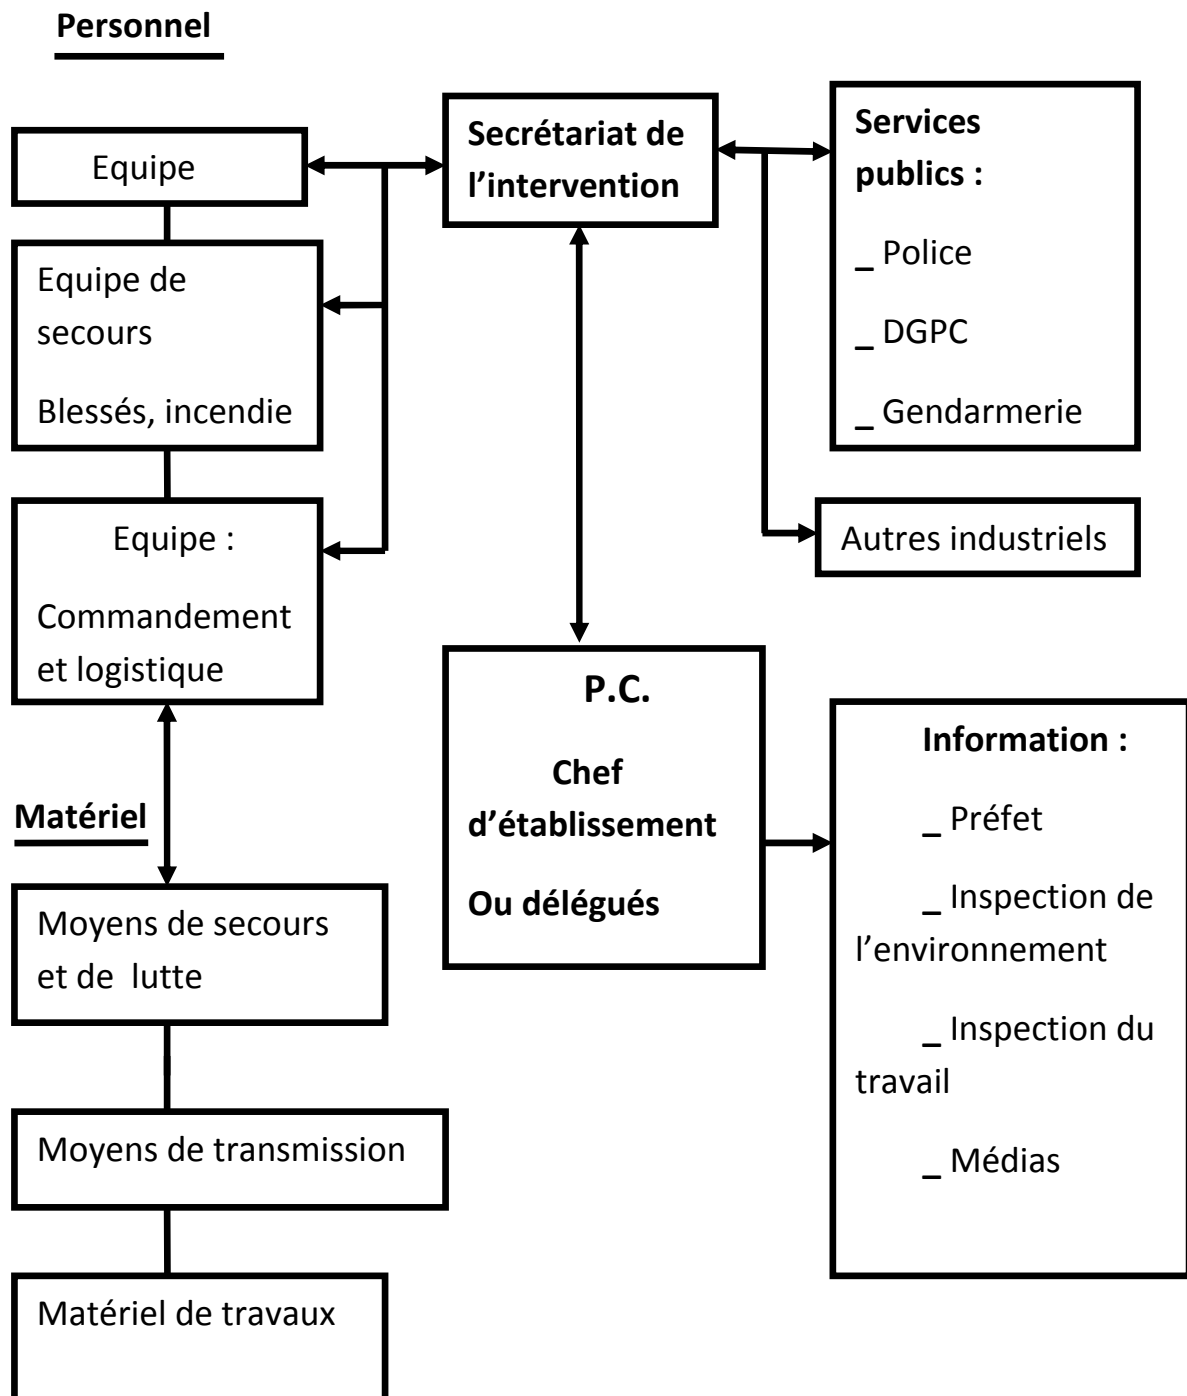 Personnel
Equipe
Equipe de
secours
Blessés, incendie
Equipe :
Commandement
et logistique
Matériel
Moyens de secours
et de  lutte
Moyens de transmission
Matériel de travaux
Secrétariat de
l’intervention
P.C.
Chef
d’établissement
Ou délégués
Services
publics :
_ Police
_ DGPC
_ Gendarmerie
Autres industriels
Information :
_ Préfet
_ Inspection de
l’environnement
_ Inspection du
travail
_ Médias